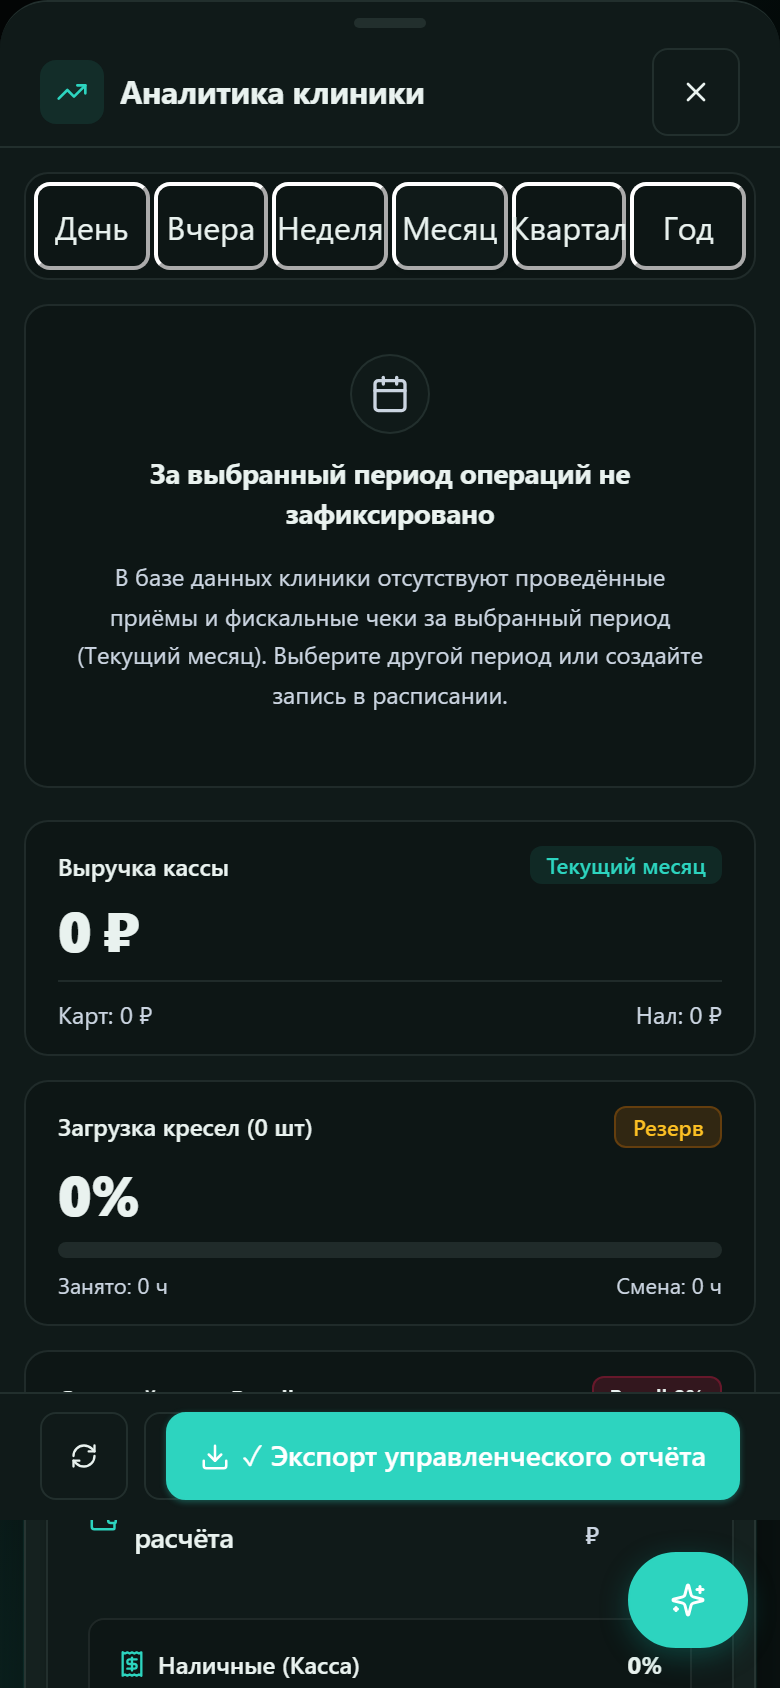 Аналитика клиники
День Вчера Неделя Месяц Квартал Год
За выбранный период операций не
зафиксировано
В базе данных клиники отсутствуют проведённые
приёмы и фискальные чеки за выбранный период
(Текущий месяц). Выберите другой период или создайте
запись в расписании.
Выручка кассы
Текущий месяц
0 ₽
Карт: 0 ₽
Нал: 0 ₽
Загрузка кресел (0 шт)
Резерв
0%
Занято: 0 ч
Смена: 0 ч
✓ Экспорт управленческого отчёта
расчёта
₽
Наличные (Касса)
0%